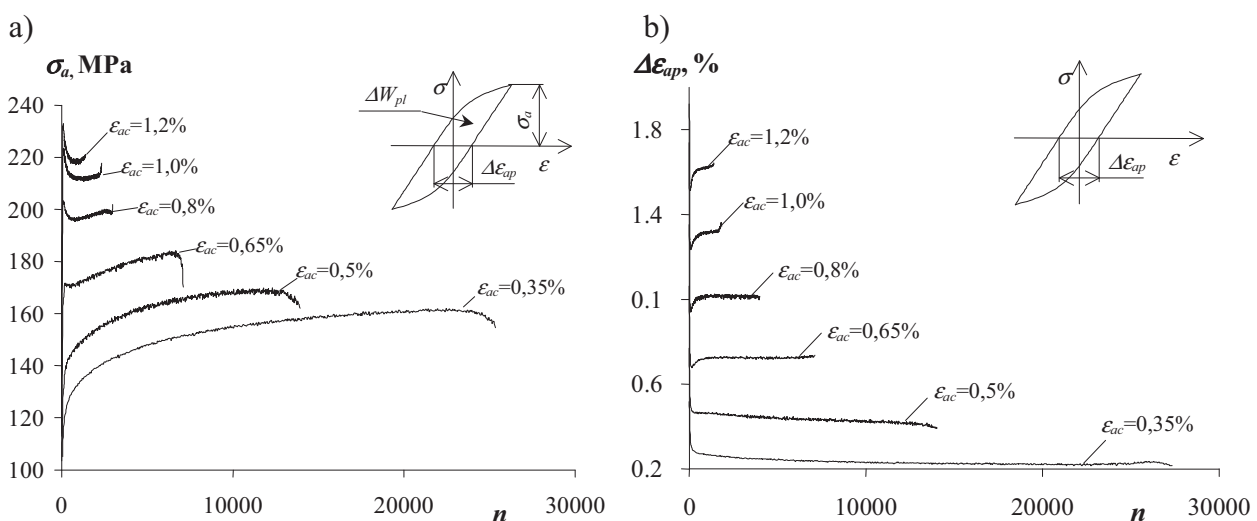 a)
σa, MPa
240
220
200
180
160
140
120
100
0
10000
20000
30000
n
εac=1,2%
εac=1,0%
εac=0,8%
εac=0,65%
εac=0,5%
εac=0,35%
σ
ΔWpl
σa
Δεap
ε
b)
Δεap, %
1.8
1.4
0.1
0.6
0.2
0
10000
20000
30000
n
εac=1,2%
εac=1,0%
εac=0,8%
εac=0,65%
εac=0,5%
εac=0,35%
σ
Δεap
ε